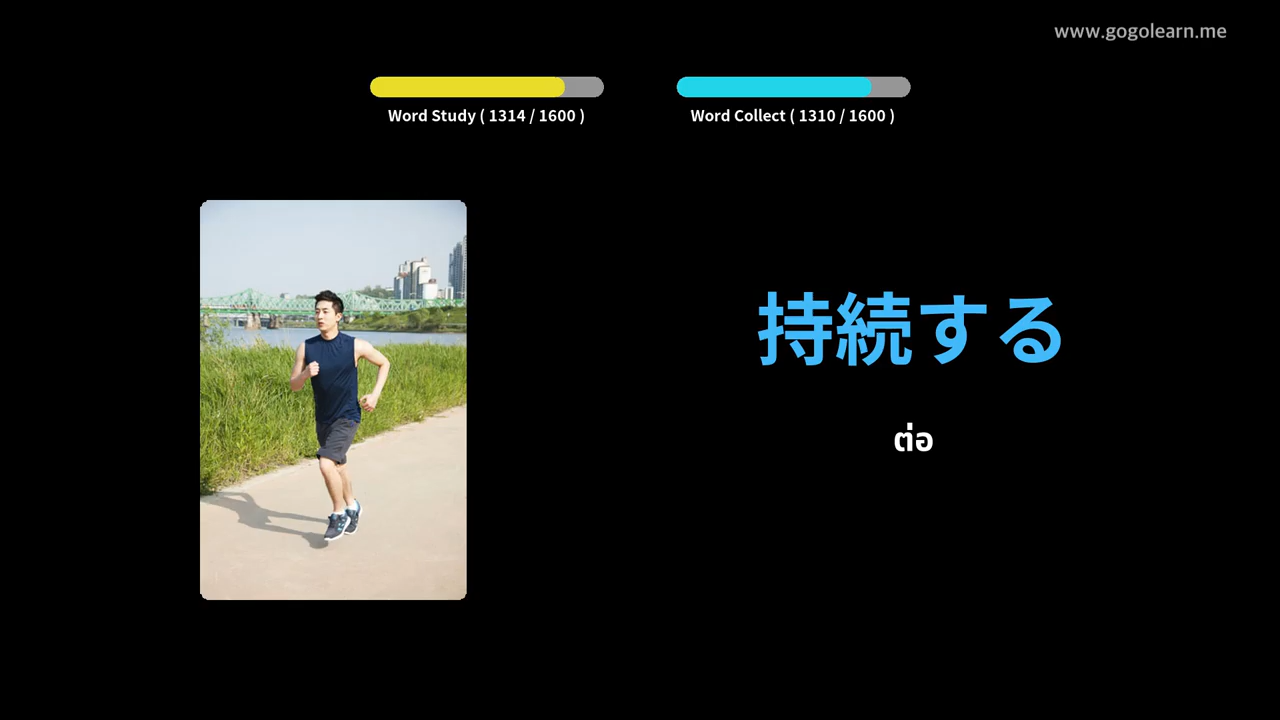 www.gogolearn.me
Word Study ( 1314 / 1600 )
Word Collect ( 1310 / 1600 )
持続する
ต่อ